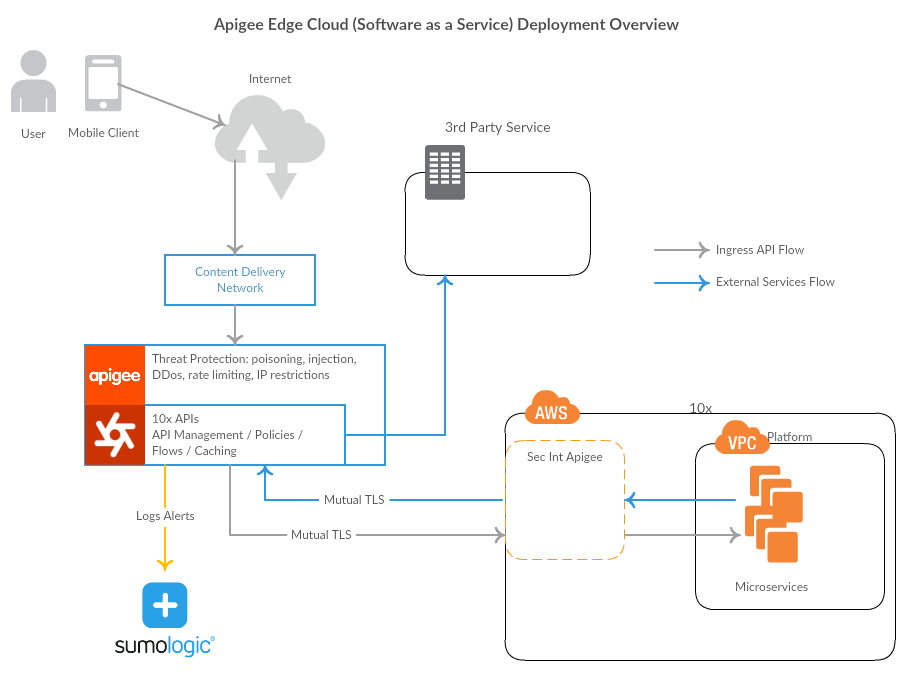 Apigee Edge Cloud (Software as a Service) Deployment Overview
Internet
User
Mobile Client
3rd Party Service
Ingress API Flow
External Services Flow
Content Delivery
Network
apigee
Threat Protection: poisoning, injection,
DDos, rate limiting, IP restrictions
10x APIs
API Management / Policies /
Flows / Caching
AWS
10x
VPC
Platform
Sec Int Apigee
Mutual TLS
Mutual TLS
Logs Alerts
Microservices
sumologic®